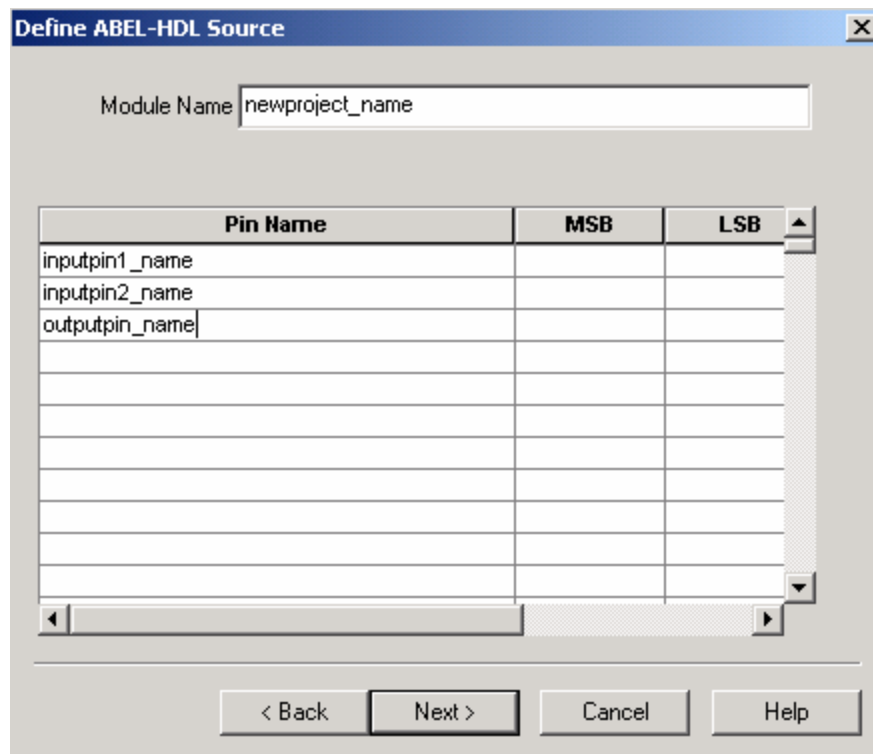 Define ABEL-HDL Source
Module Name newproject_name
Pin Name MSB LSB
inputpin1_name
inputpin2_name
outputpin_name
< Back Next > Cancel Help